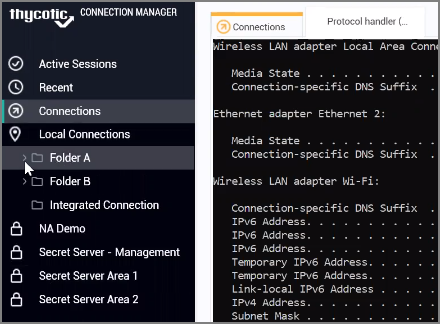 thycotic CONNECTION MANAGER
Active Sessions
Recent
Connections
Local Connections
Folder A
Folder B
Integrated Connection
NA Demo
Secret Server - Management
Secret Server Area 1
Secret Server Area 2
Connections
Protocol handler (...
Wireless LAN adapter Local Area Conne
Media State . . . . . . . . . . .
Connection-specific DNS Suffix  .
Ethernet adapter Ethernet 2:
Media State . . . . . . . . . . .
Connection-specific DNS Suffix  .
Wireless LAN adapter Wi-Fi:
Connection-specific DNS Suffix  .
IPv6 Address. . . . . . . . . . .
IPv6 Address. . . . . . . . . . .
IPv6 Address. . . . . . . . . . .
Temporary IPv6 Address. . . . . .
Temporary IPv6 Address. . . . . .
Link-local IPv6 Address . . . . .
IPv4 Address. . . . . . . . . . .
Subnet Mask . . . . . . . . . . .